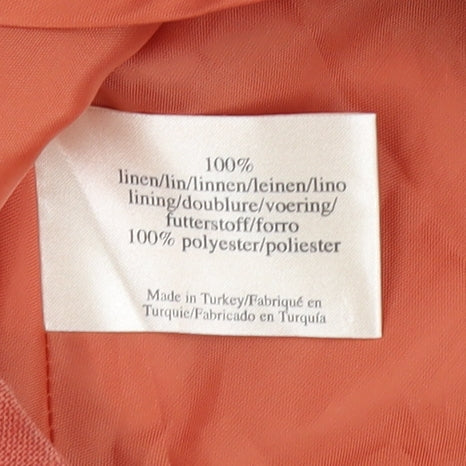 100%
linen/lin/linnen/leinen/lino
lining/doublure/voering/
futterstoff/forro
100% polyester/poliester
Made in Turkey/Fabriqué en
Turquie/Fabricado en Turquía